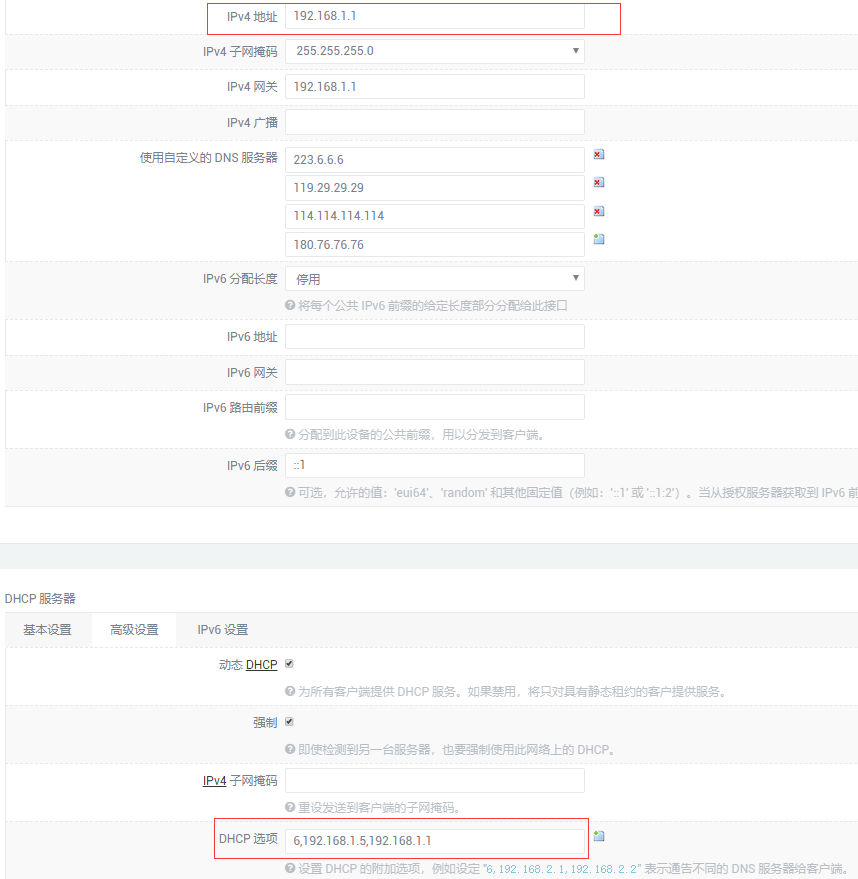 IPv4 地址 192.168.1.1
IPv4 子网掩码 255.255.255.0
IPv4 网关 192.168.1.1
IPv4 广播
使用自定义的 DNS 服务器 223.6.6.6
119.29.29.29
114.114.114.114
180.76.76.76
IPv6 分配长度 停用
将每个公共 IPv6 前缀的给定长度部分分配给此接口
IPv6 地址
IPv6 网关
IPv6 路由前缀
分配到此设备的公共前缀，用以分发到客户端。
IPv6 后缀 ::1
可选，允许的值：'eui64'、'random' 和其他固定值（例如：'::1' 或 '::1:2'）。当从授权服务器获取到 IPv6 前
DHCP 服务器
基本设置 高级设置 IPv6 设置
动态 DHCP
为所有客户端提供 DHCP 服务。如果禁用，将只对具有静态租约的客户提供服务。
强制
即使检测到另一台服务器，也要强制使用此网络上的 DHCP。
IPv4 子网掩码
重设发送到客户端的子网掩码。
DHCP 选项 6,192.168.1.5,192.168.1.1
设置 DHCP 的附加选项，例如设定 "6,192.168.2.1,192.168.2.2" 表示通告不同的 DNS 服务器给客户端。